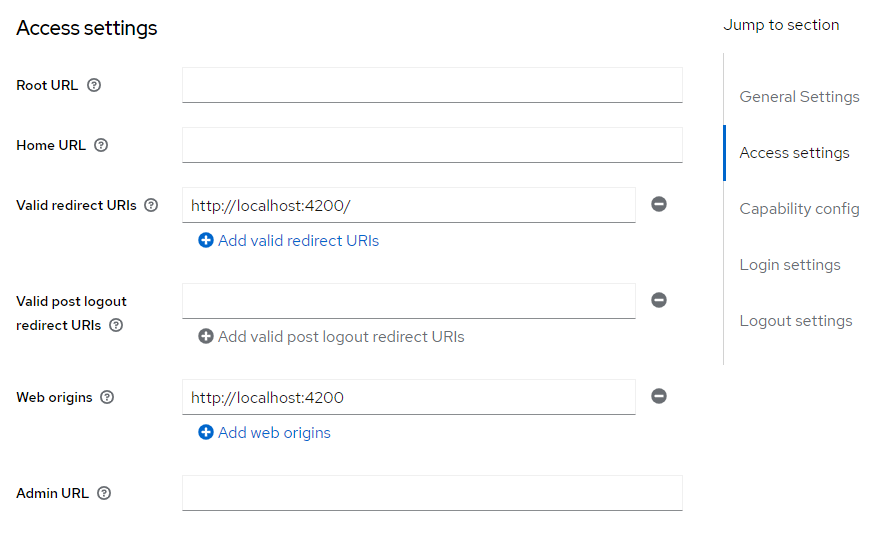 Access settings
Jump to section
Root URL
General Settings
Home URL
Access settings
Valid redirect URIs
http://localhost:4200/
Add valid redirect URIs
Capability config
Login settings
Valid post logout
redirect URIs
Add valid post logout redirect URIs
Logout settings
Web origins
http://localhost:4200
Add web origins
Admin URL